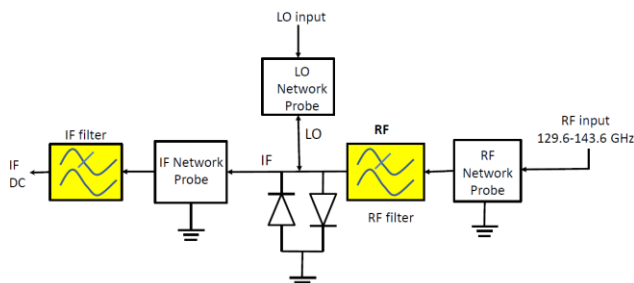 LO input
LO
Network
Probe
LO
RF
RF input
129.6-143.6 GHz
IF filter
IF
DC
IF Network
Probe
IF
RF filter
RF
Network
Probe